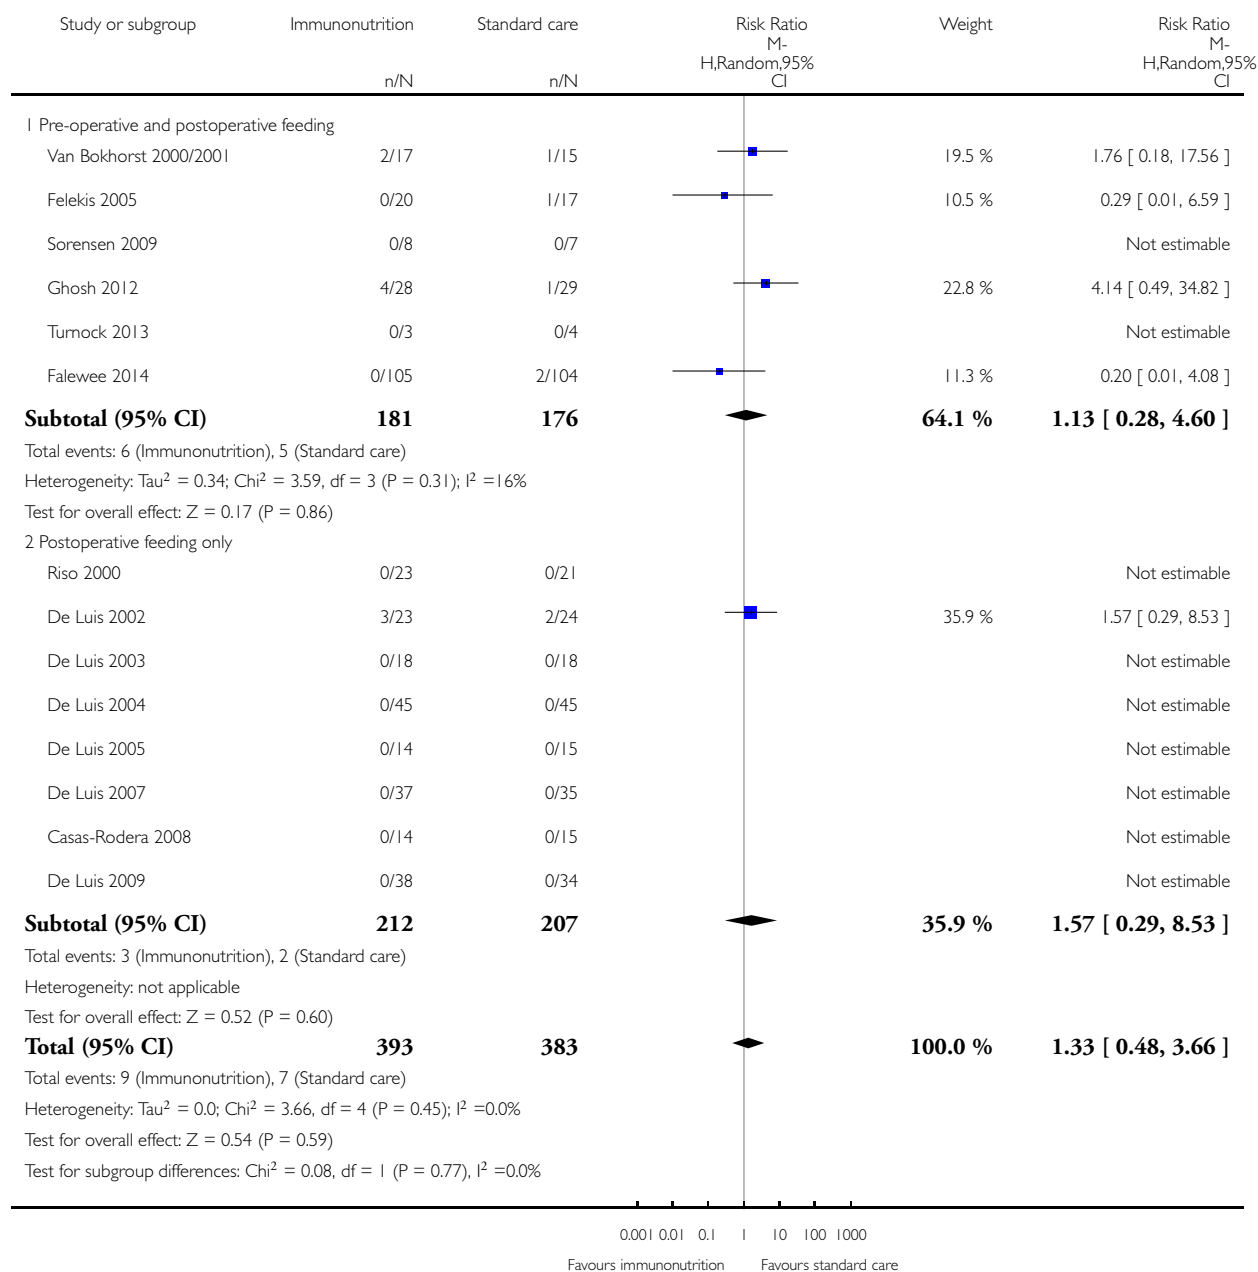 Study or subgroup Immunonutrition Standard care Risk Ratio Weight Risk Ratio
M- M-
H,Random,95% H,Random,95%
n/N n/N CI CI
1 Pre-operative and postoperative feeding
Van Bokhorst 2000/2001 2/17 1/15 19.5 % 1.76 [ 0.18, 17.56 ]
Felekis 2005 0/20 1/17 10.5 % 0.29 [ 0.01, 6.59 ]
Sorensen 2009 0/8 0/7 Not estimable
Ghosh 2012 4/28 1/29 22.8 % 4.14 [ 0.49, 34.82 ]
Turnock 2013 0/3 0/4 Not estimable
Falewee 2014 0/105 2/104 11.3 % 0.20 [ 0.01, 4.08 ]
Subtotal (95% CI) 181 176 64.1 % 1.13 [ 0.28, 4.60 ]
Total events: 6 (Immunonutrition), 5 (Standard care)
Heterogeneity: Tau² = 0.34; Chi² = 3.59, df = 3 (P = 0.31); I² =16%
Test for overall effect: Z = 0.17 (P = 0.86)
2 Postoperative feeding only
Riso 2000 0/23 0/21 Not estimable
De Luis 2002 3/23 2/24 35.9 % 1.57 [ 0.29, 8.53 ]
De Luis 2003 0/18 0/18 Not estimable
De Luis 2004 0/45 0/45 Not estimable
De Luis 2005 0/14 0/15 Not estimable
De Luis 2007 0/37 0/35 Not estimable
Casas-Rodera 2008 0/14 0/15 Not estimable
De Luis 2009 0/38 0/34 Not estimable
Subtotal (95% CI) 212 207 35.9 % 1.57 [ 0.29, 8.53 ]
Total events: 3 (Immunonutrition), 2 (Standard care)
Heterogeneity: not applicable
Test for overall effect: Z = 0.52 (P = 0.60)
Total (95% CI) 393 383 100.0 % 1.33 [ 0.48, 3.66 ]
Total events: 9 (Immunonutrition), 7 (Standard care)
Heterogeneity: Tau² = 0.0; Chi² = 3.66, df = 4 (P = 0.45); I² =0.0%
Test for overall effect: Z = 0.54 (P = 0.59)
Test for subgroup differences: Chi² = 0.08, df = 1 (P = 0.77), I² =0.0%
0.001 0.01 0.1 1 10 100 1000
Favours immunonutrition Favours standard care